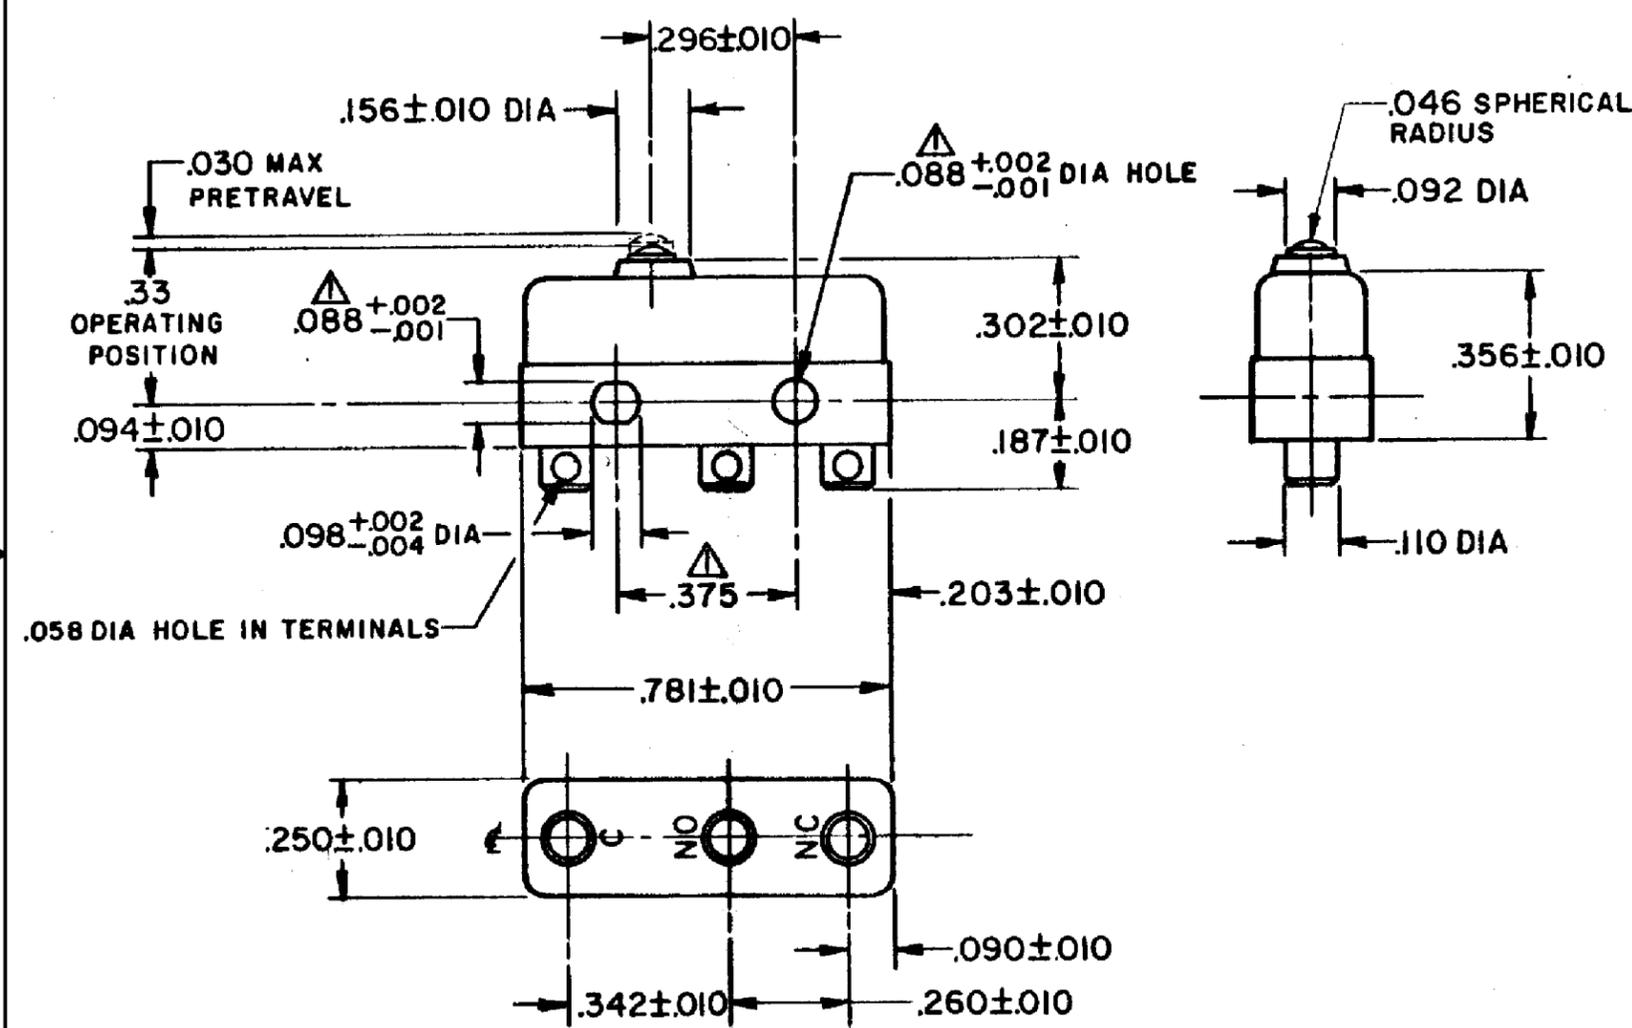 .296±.010
.156±.010 DIA
.046 SPHERICAL
RADIUS
.030 MAX
PRETRAVEL
1
.088 +.002 -.001 DIA HOLE
.092 DIA
.33
OPERATING
POSITION
1
.088 +.002 -.001
.302±.010
.356±.010
.094±.010
.187±.010
.098 +.002 -.004 DIA
.110 DIA
1
.375
.203±.010
.058 DIA HOLE IN TERMINALS
.781±.010
.250±.010
C
NO
NC
.090±.010
.342±.010
.260±.010